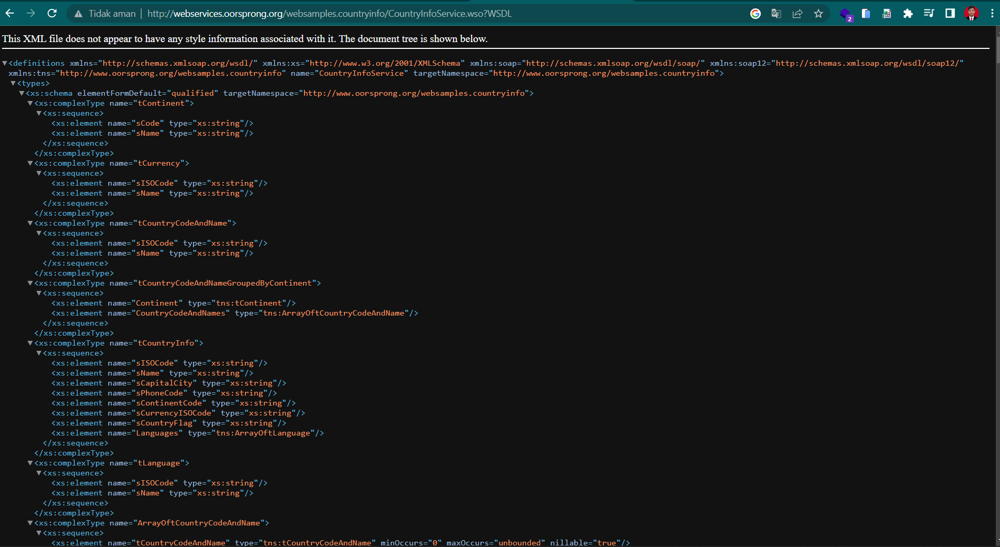 Tidak aman | http://webservices.oorsprong.org/websamples.countryinfo/CountryInfoService.wso?WSDL
2
This XML file does not appear to have any style information associated with it. The document tree is shown below.
▼<definitions xmlns="http://schemas.xmlsoap.org/wsdl/" xmlns:xs="http://www.w3.org/2001/XMLSchema" xmlns:soap="http://schemas.xmlsoap.org/wsdl/soap/" xmlns:soap12="http://schemas.xmlsoap.org/wsdl/soap12/"
xmlns:tns="http://www.oorsprong.org/websamples.countryinfo" name="CountryInfoService" targetNamespace="http://www.oorsprong.org/websamples.countryinfo">
▼<types>
▼<xs:schema elementFormDefault="qualified" targetNamespace="http://www.oorsprong.org/websamples.countryinfo">
▼<xs:complexType name="tContinent">
▼<xs:sequence>
<xs:element name="sCode" type="xs:string"/>
<xs:element name="sName" type="xs:string"/>
</xs:sequence>
</xs:complexType>
▼<xs:complexType name="tCurrency">
▼<xs:sequence>
<xs:element name="sISOCode" type="xs:string"/>
<xs:element name="sName" type="xs:string"/>
</xs:sequence>
</xs:complexType>
▼<xs:complexType name="tCountryCodeAndName">
▼<xs:sequence>
<xs:element name="sISOCode" type="xs:string"/>
<xs:element name="sName" type="xs:string"/>
</xs:sequence>
</xs:complexType>
▼<xs:complexType name="tCountryCodeAndNameGroupedByContinent">
▼<xs:sequence>
<xs:element name="Continent" type="tns:tContinent"/>
<xs:element name="CountryCodeAndNames" type="tns:ArrayOftCountryCodeAndName"/>
</xs:sequence>
</xs:complexType>
▼<xs:complexType name="tCountryInfo">
▼<xs:sequence>
<xs:element name="sISOCode" type="xs:string"/>
<xs:element name="sName" type="xs:string"/>
<xs:element name="sCapitalCity" type="xs:string"/>
<xs:element name="sPhoneCode" type="xs:string"/>
<xs:element name="sContinentCode" type="xs:string"/>
<xs:element name="sCurrencyISOCode" type="xs:string"/>
<xs:element name="sCountryFlag" type="xs:string"/>
<xs:element name="Languages" type="tns:ArrayOftLanguage"/>
</xs:sequence>
</xs:complexType>
▼<xs:complexType name="tLanguage">
▼<xs:sequence>
<xs:element name="sISOCode" type="xs:string"/>
<xs:element name="sName" type="xs:string"/>
</xs:sequence>
</xs:complexType>
▼<xs:complexType name="ArrayOftCountryCodeAndName">
▼<xs:sequence>
<xs:element name="tCountryCodeAndName" type="tns:tCountryCodeAndName" minOccurs="0" maxOccurs="unbounded" nillable="true"/>